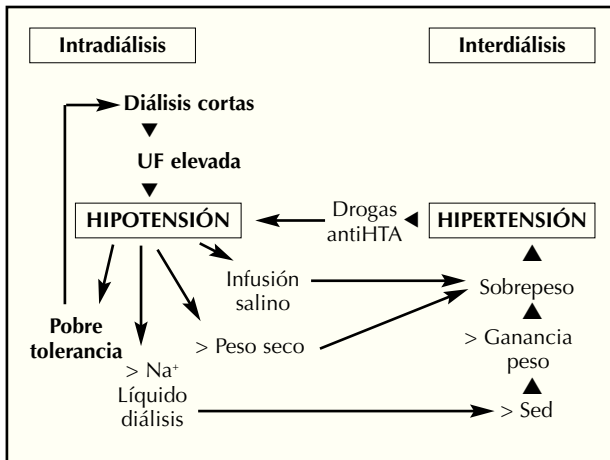 Intradiálisis
Interdiálisis
Diálisis cortas
UF elevada
HIPOTENSIÓN
Drogas
antiHTA
HIPERTENSIÓN
Infusión
salino
Sobrepeso
Pobre
tolerancia
> Peso seco
> Ganancia
peso
> Na⁺
Líquido
diálisis
> Sed